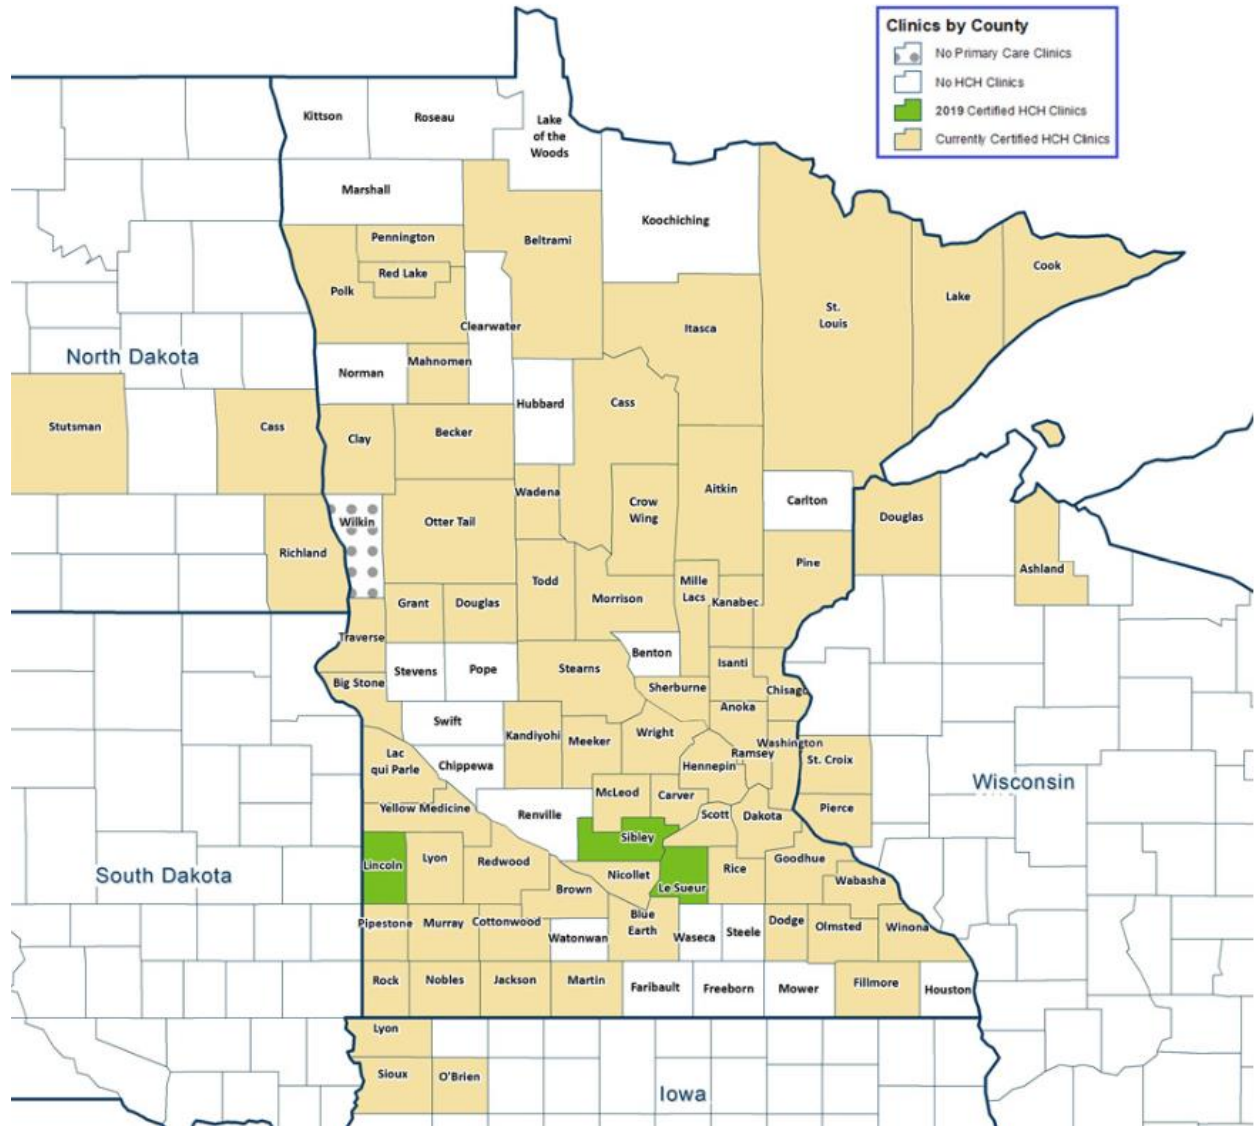 Clinics by County
No Primary Care Clinics
No HCH Clinics
2019 Certified HCH Clinics
Currently Certified HCH Clinics
Kittson
Roseau
Lake
of the
Woods
Marshall
Koochiching
Pennington
Beltrami
Red Lake
Polk
Cook
Lake
St.
Louis
Itasca
Clearwater
North Dakota
Mahnomen
Norman
Hubbard
Cass
Stutsman
Cass
Clay
Becker
Wadena
Aitkin
Crow
Wing
Carlton
Douglas
Wilkin
Otter Tail
Richland
Pine
Ashland
Todd
Mille
Lacs
Morrison
Kanabec
Grant
Douglas
Traverse
Benton
Stevens
Pope
Stearns
Isanti
Big Stone
Sherburne
Chisago
Anoka
Swift
Kandiyohi
Meeker
Wright
Washington
Ramsey
St. Croix
Lac
qui Parle
Chippewa
Hennepin
Wisconsin
McLeod
Carver
Yellow Medicine
Renville
Scott
Dakota
Pierce
Sibley
Lincoln
Lyon
Redwood
Goodhue
South Dakota
Nicollet
Rice
Le Sueur
Wabasha
Brown
Pipestone
Murray
Cottonwood
Blue
Earth
Watonwan
Waseca
Steele
Dodge
Olmsted
Winona
Rock
Nobles
Jackson
Martin
Faribault
Freeborn
Mower
Fillmore
Houston
Lyon
Sioux
O'Brien
Iowa